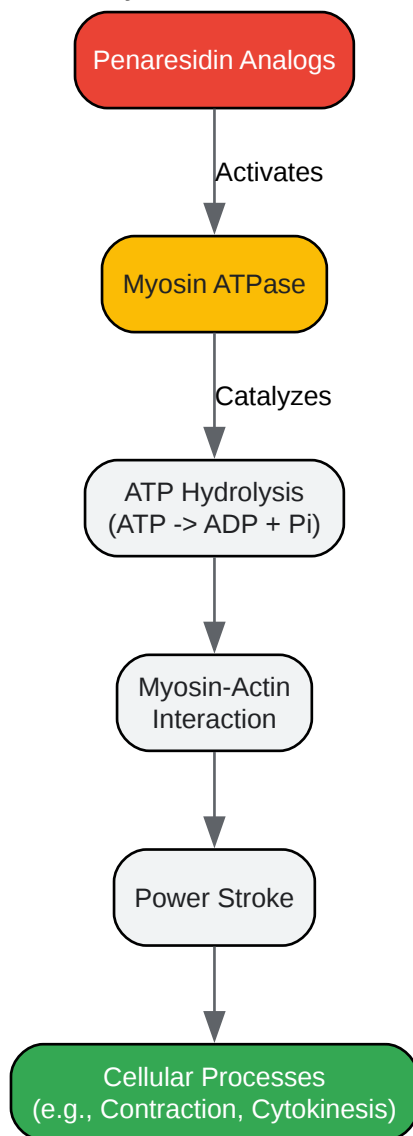 Penaresidin Analogs
Activates
Myosin ATPase
Catalyzes
ATP Hydrolysis
(ATP -> ADP + Pi)
Myosin-Actin
Interaction
Power Stroke
Cellular Processes
(e.g., Contraction, Cytokinesis)